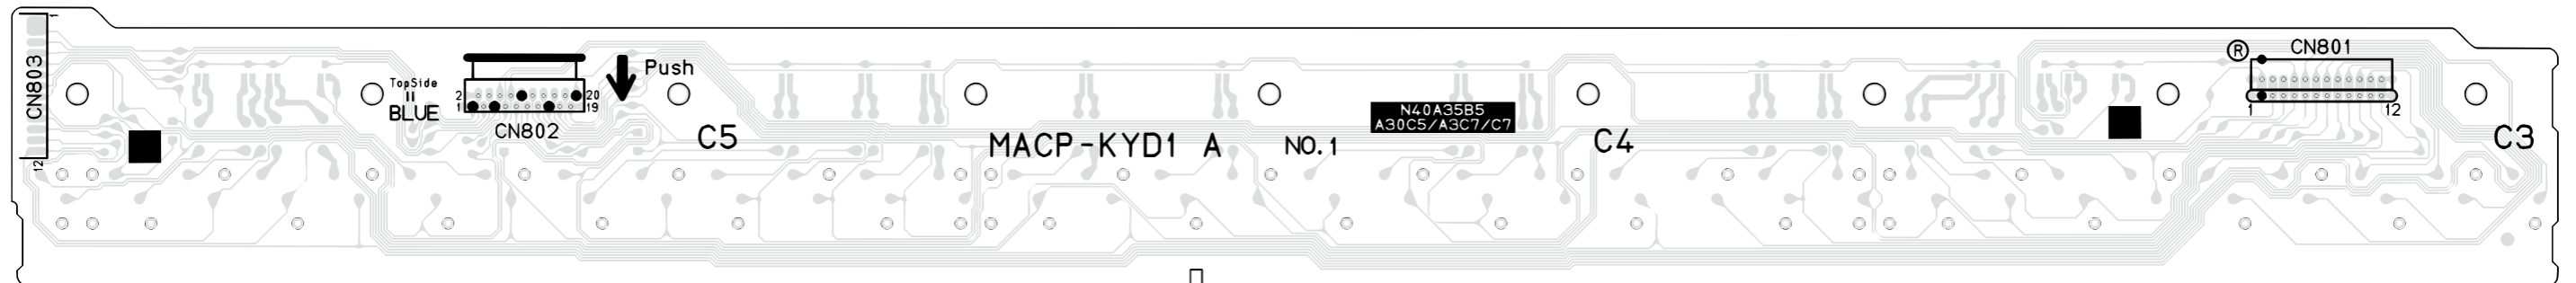 1
CN803
12
TopSide
BLUE
2
20
1
19
CN802
Push
C5
MACP-KYD1 A
NO.1
N40A35B5
A30C5/A3C7/C7
C4
®
CN801
1
12
C3